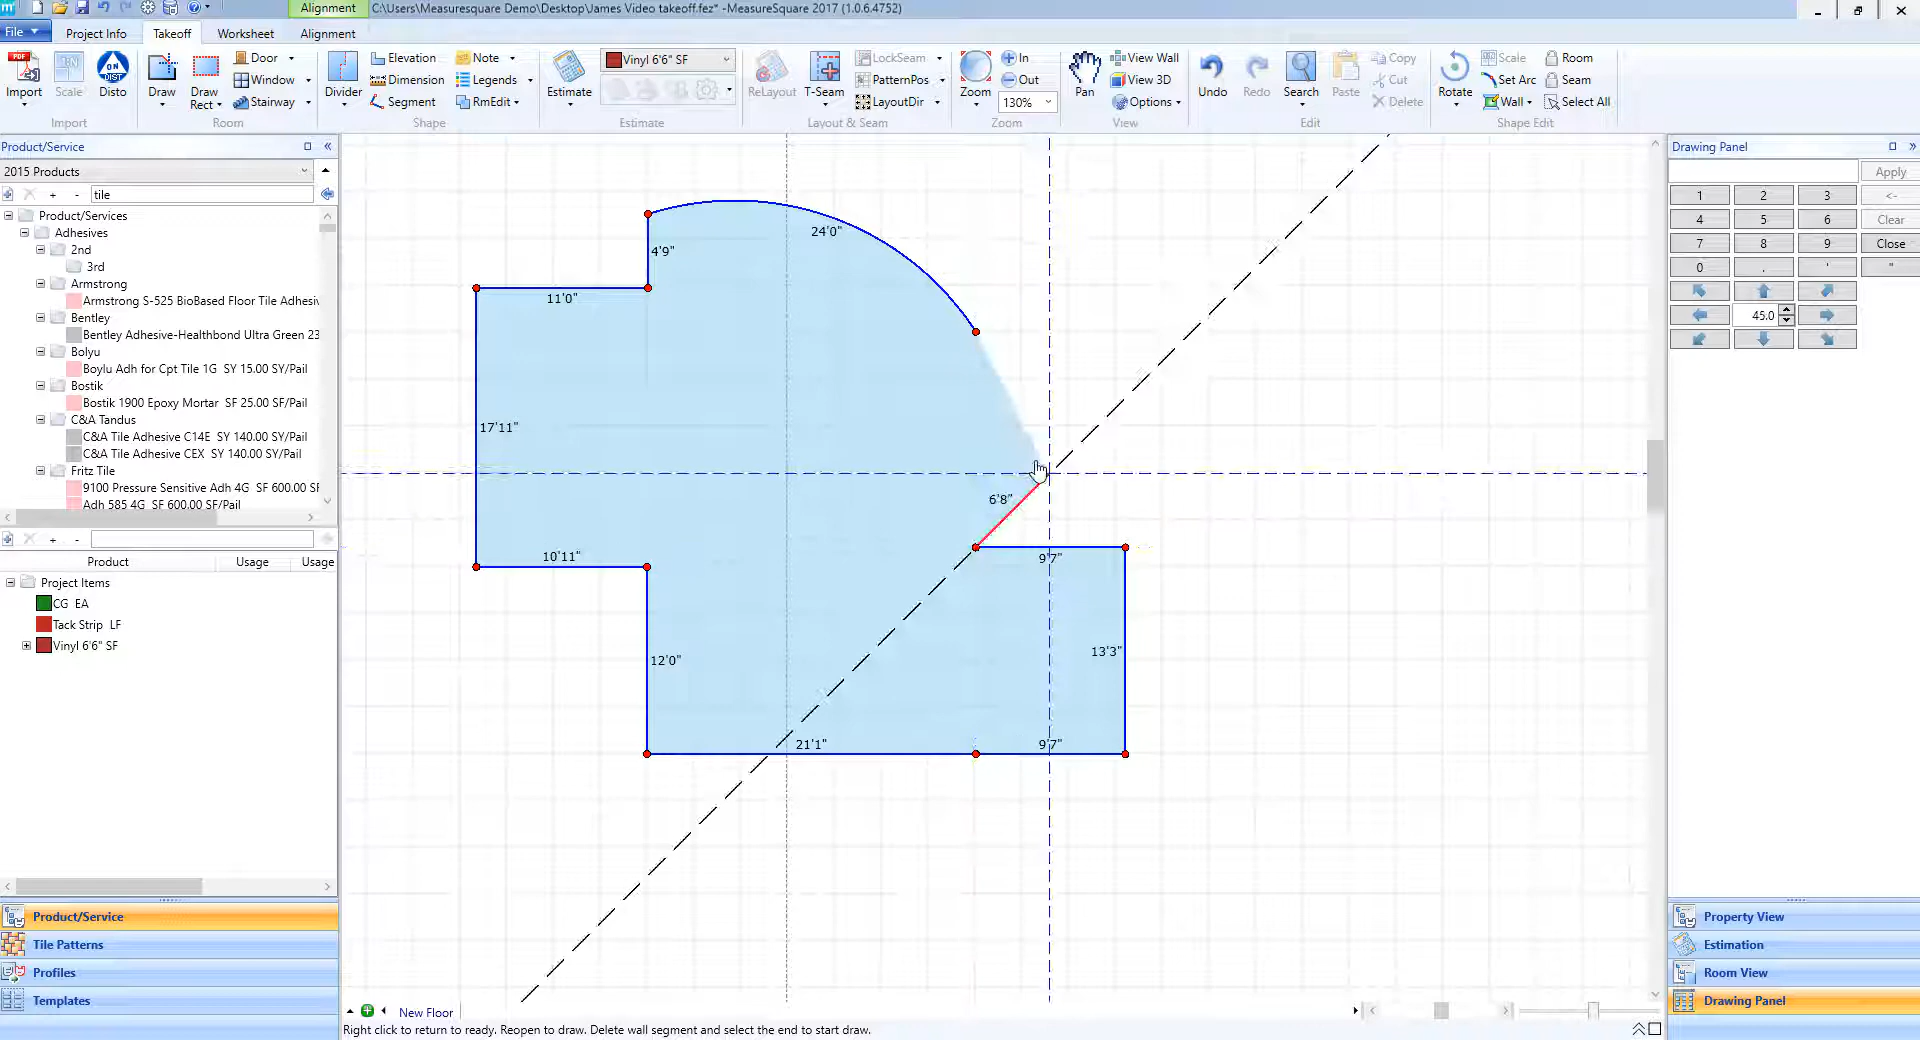 Alignment C:\Users\Measuresquare Demo\Desktop\James Video takeoff.fez* -MeasureSquare 2017 (1.0.6.4752)
File Project Info Takeoff Worksheet Alignment
Import Scale Disto
Import
Draw Draw Rect Door Window Stairway
Room
Divider Elevation Dimension Segment Note Legends RmEdit
Shape
Estimate Vinyl 6'6" SF
Estimate
ReLayout T-Seam LockSeam PatternPos LayoutDir
Layout & Seam
Zoom In Out 130%
Zoom
Pan View Wall View 3D Options
View
Undo Redo Search Paste Copy Cut Delete
Edit
Rotate Scale Set Arc Wall Room Seam Select All
Shape Edit
Product/Service
2015 Products
tile
Product/Services
Adhesives
2nd
3rd
Armstrong
Armstrong S-525 BioBased Floor Tile Adhesiv
Bentley
Bentley Adhesive-Healthbond Ultra Green 23
Bolyu
Boylu Adh for Cpt Tile 1G SY 15.00 SY/Pail
Bostik
Bostik 1900 Epoxy Mortar SF 25.00 SF/Pail
C&A Tandus
C&A Tile Adhesive C14E SY 140.00 SY/Pail
C&A Tile Adhesive CEX SY 140.00 SY/Pail
Fritz Tile
9100 Pressure Sensitive Adh 4G SF 600.00 SF
Adh 585 4G SF 600.00 SF/Pail
Product Usage Usage
Project Items
CG EA
Tack Strip LF
Vinyl 6'6" SF
Product/Service
Tile Patterns
Profiles
Templates
24'0"
4'9"
11'0"
17'11"
6'8"
10'11"
9'7"
13'3"
12'0"
21'1"
9'7"
New Floor
Right click to return to ready. Reopen to draw. Delete wall segment and select the end to start draw.
Drawing Panel
Apply
1 2 3 <-
4 5 6 Clear
7 8 9 Close
0 . ' "
45.0
Property View
Estimation
Room View
Drawing Panel